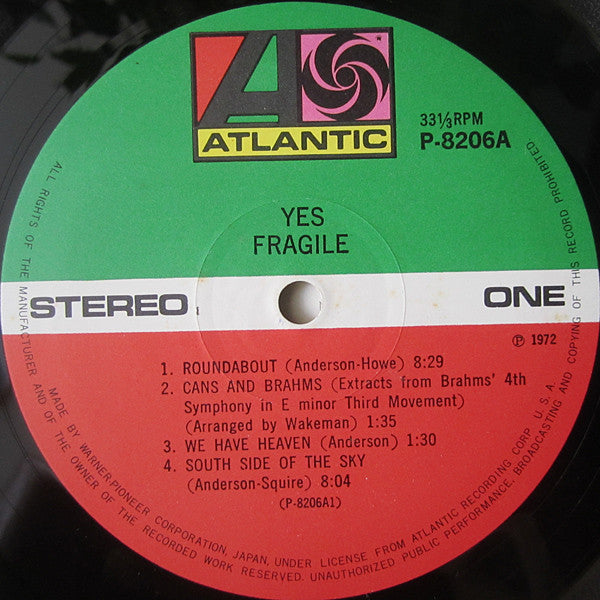 ATLANTIC
33⅓RPM
P-8206A
YES
FRAGILE
STEREO
ONE
℗ 1972
1. ROUNDABOUT (Anderson-Howe) 8:29
2. CANS AND BRAHMS (Extracts from Brahms' 4th
Symphony in E minor Third Movement)
(Arranged by Wakeman) 1:35
3. WE HAVE HEAVEN (Anderson) 1:30
4. SOUTH SIDE OF THE SKY
(Anderson-Squire) 8:04
(P-8206A1)
MADE BY WARNER-PIONEER CORPORATION, JAPAN, UNDER LICENSE FROM ATLANTIC RECORDING CORP. U. S. A.
ALL RIGHTS OF THE MANUFACTURER AND OF THE OWNER OF THE RECORDED WORK RESERVED. UNAUTHORIZED PUBLIC PERFORMANCE, BROADCASTING AND COPYING OF THIS RECORD PROHIBITED